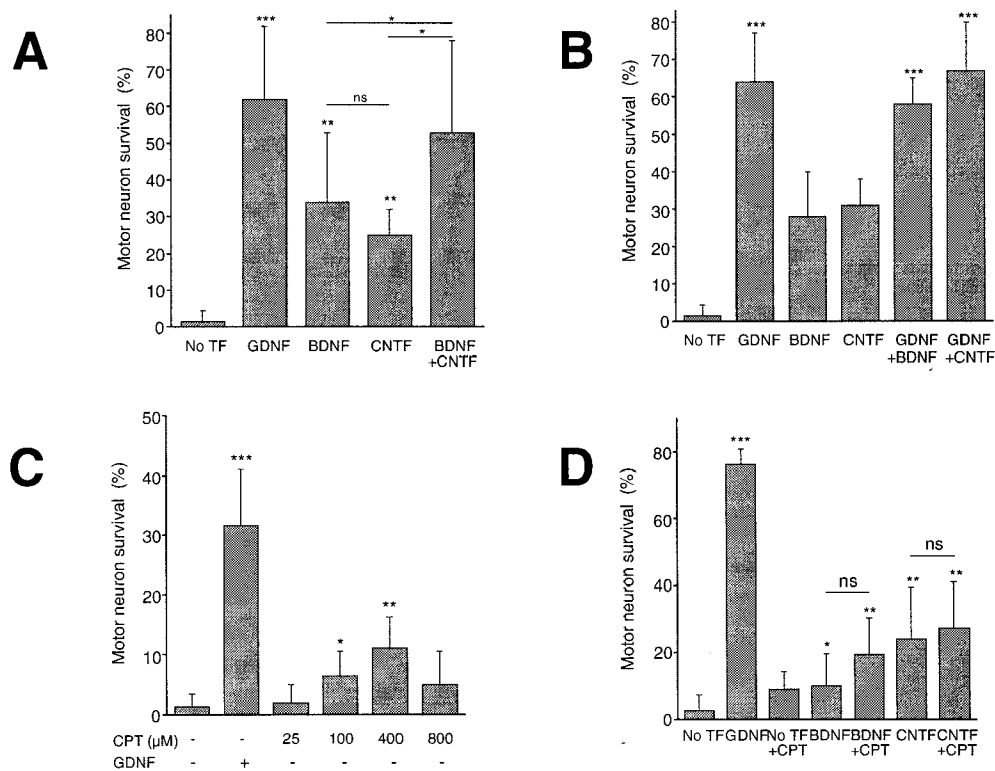 A
Motor neuron survival (%)
80
70
60
50
40
30
20
10
0
***
**
**
ns
*
*
No TF GDNF BDNF CNTF BDNF
+CNTF
B
Motor neuron survival (%)
80
70
60
50
40
30
20
10
0
***
***
***
No TF GDNF BDNF CNTF GDNF GDNF
+BDNF +CNTF
C
Motor neuron survival (%)
50
40
30
20
10
0
***
*
**
CPT (µM) - - 25 100 400 800
GDNF - + - - - -
D
Motor neuron survival (%)
80
60
40
20
0
***
*
ns
**
**
ns
**
No TF GDNF No TF BDNF BDNF CNTF CNTF
+CPT +CPT +CPT